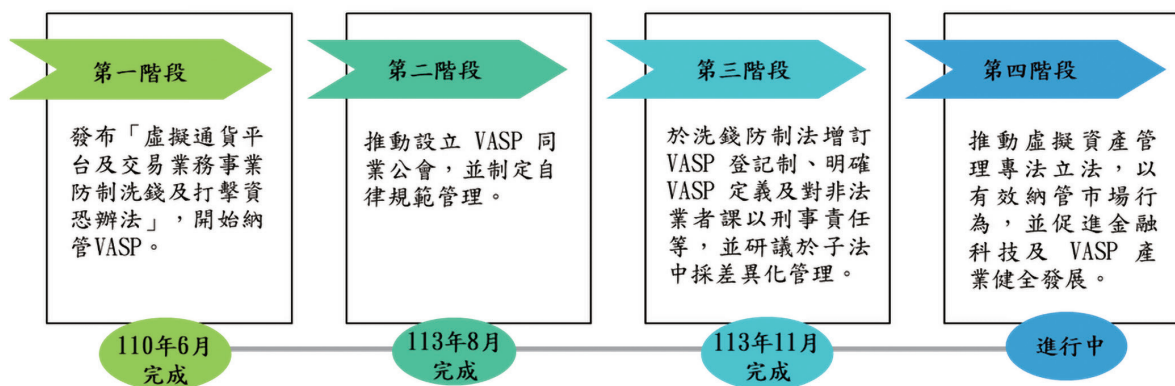 第一階段
發布「虛擬通貨平
台及交易業務事業
防制洗錢及打擊資
恐辦法」，開始納
管VASP。
110年6月
完成
第二階段
推動設立 VASP 同
業公會，並制定自
律規範管理。
113年8月
完成
第三階段
於洗錢防制法增訂
VASP 登記制、明確
VASP 定義及對非法
業者課以刑事責任
等，並研議於子法
中採差異化管理。
113年11月
完成
第四階段
推動虛擬資產管
理專法立法，以
有效納管市場行
為，並促進金融
科技及 VASP 產
業健全發展。
進行中